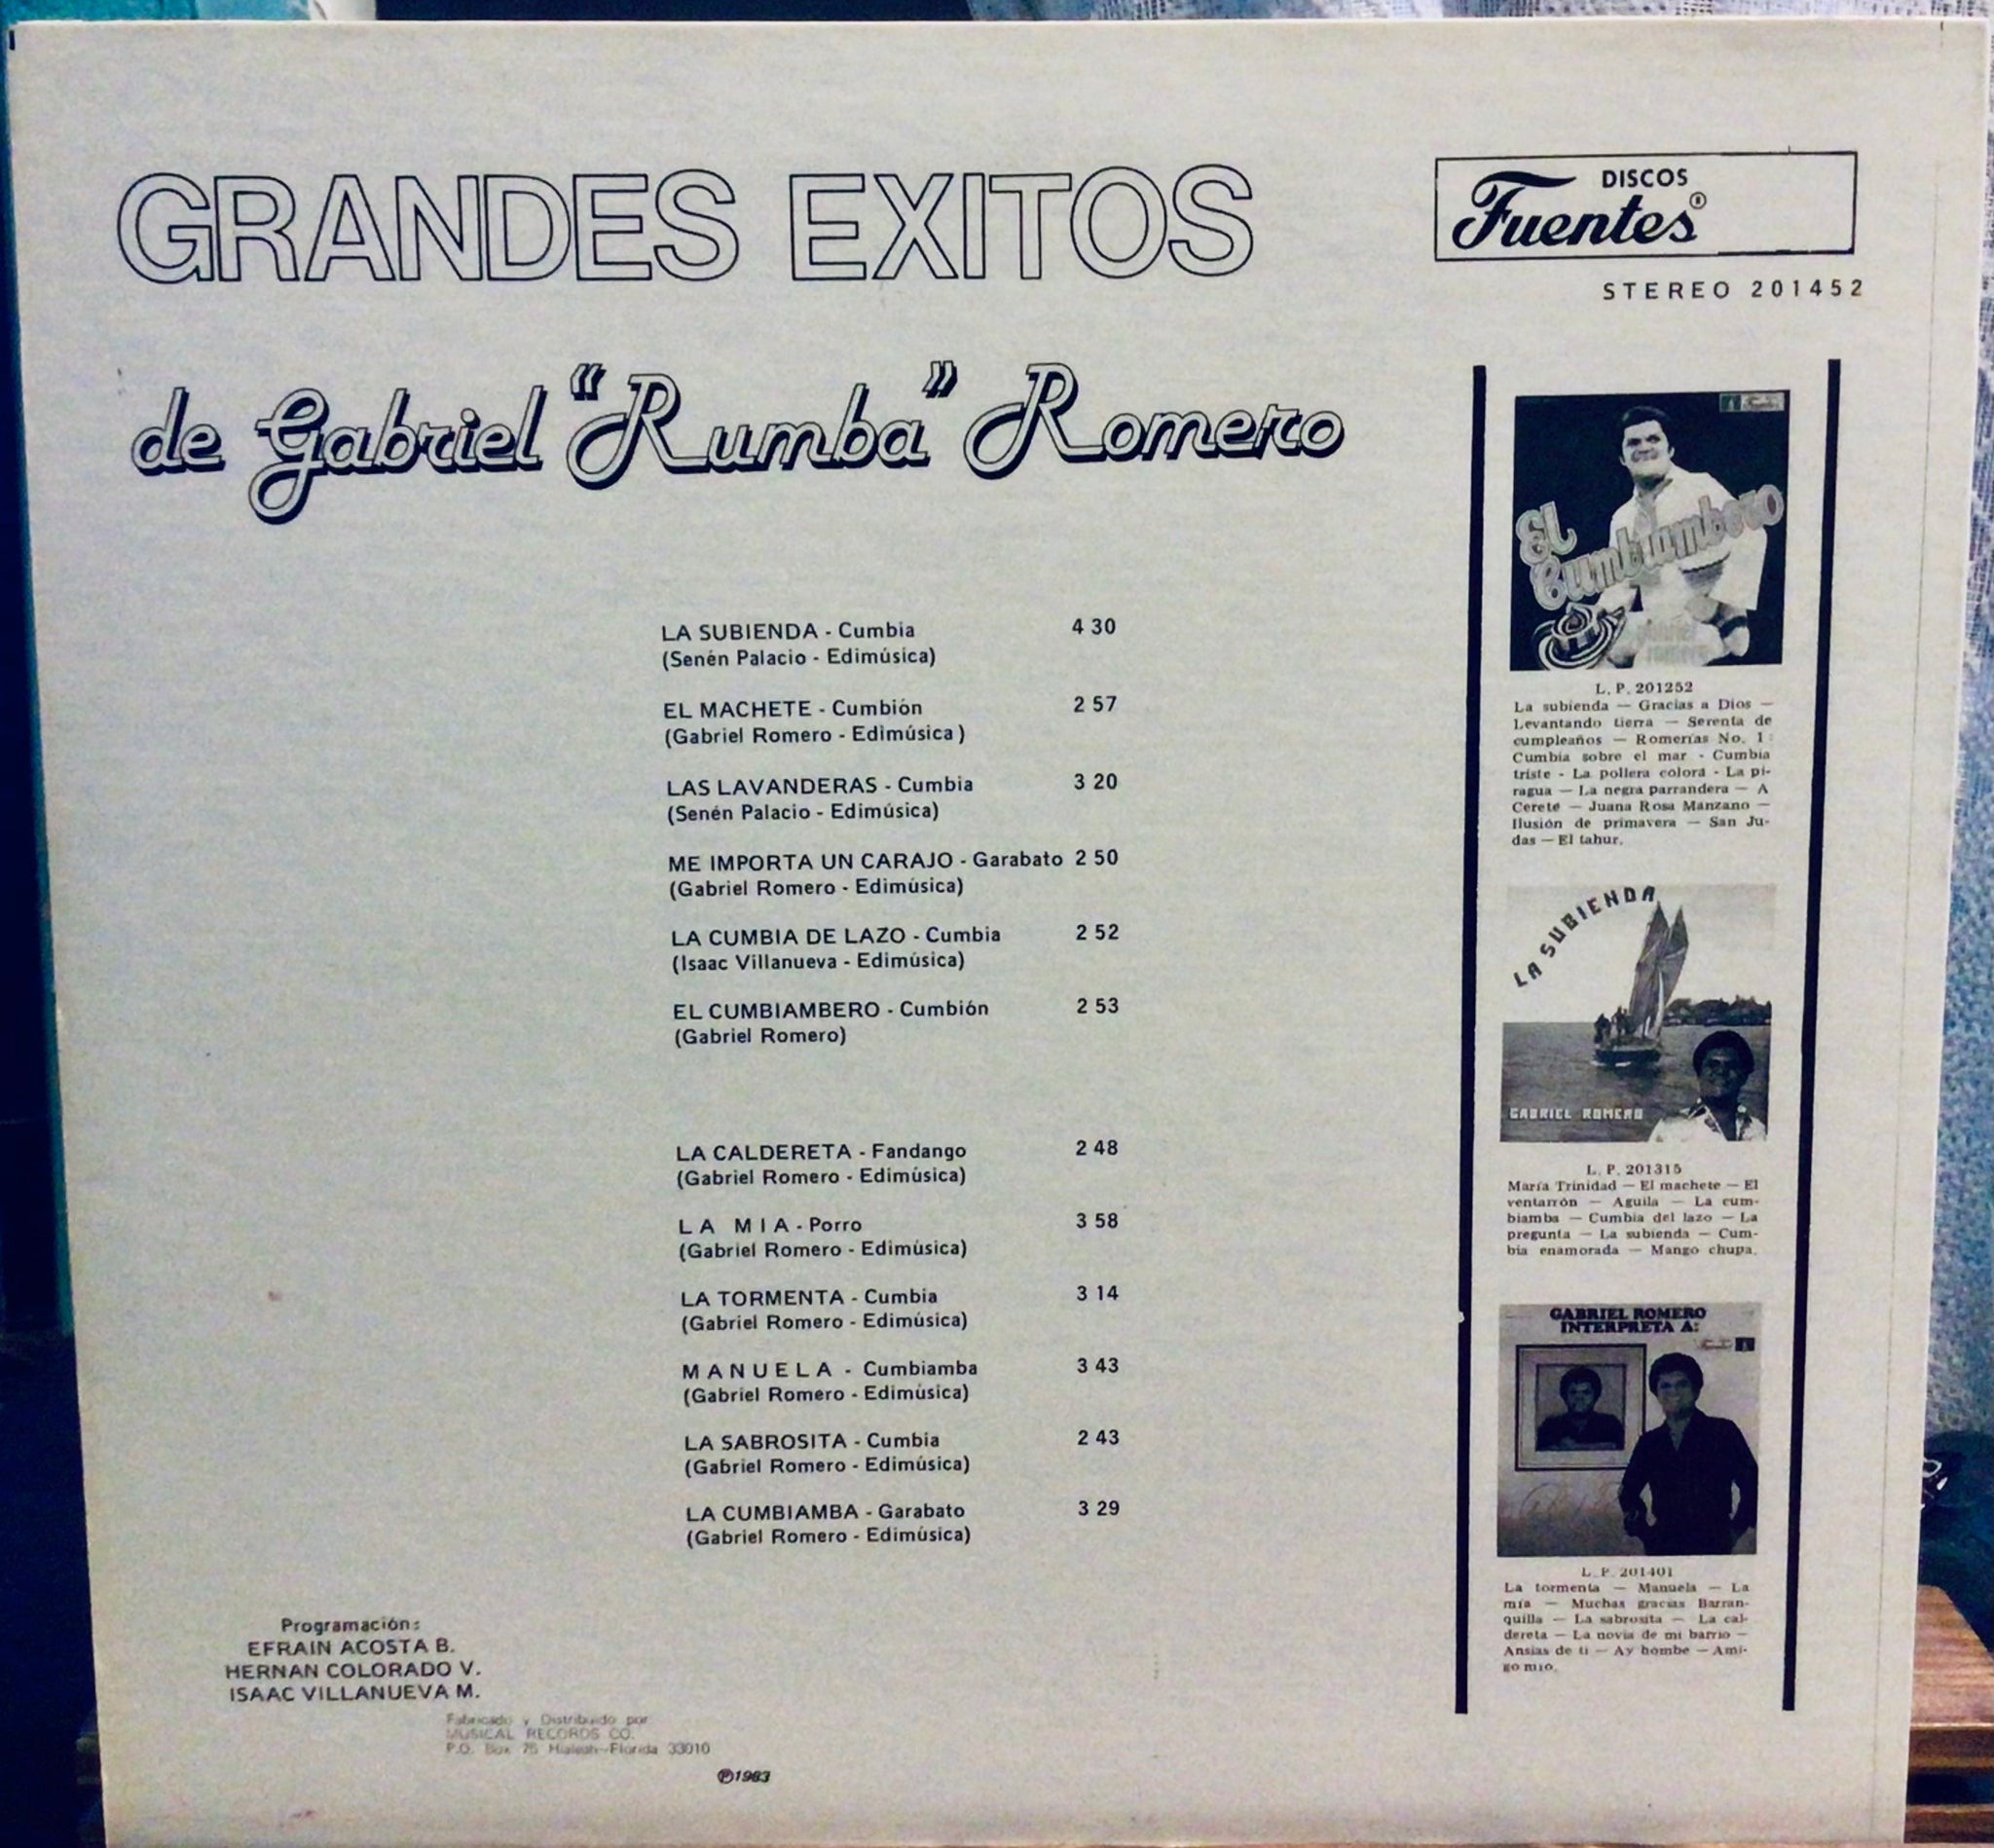 GRANDES EXITOS
de Gabriel "Rumba" Romero
DISCOS
Fuentes®
STEREO 201452
LA SUBIENDA - Cumbia 4 30
(Senén Palacio - Edimúsica)
EL MACHETE - Cumbión 2 57
(Gabriel Romero - Edimúsica )
LAS LAVANDERAS - Cumbia 3 20
(Senén Palacio - Edimúsica)
ME IMPORTA UN CARAJO - Garabato 2 50
(Gabriel Romero - Edimúsica)
LA CUMBIA DE LAZO - Cumbia 2 52
(Isaac Villanueva - Edimúsica)
EL CUMBIAMBERO - Cumbión 2 53
(Gabriel Romero)
LA CALDERETA - Fandango 2 48
(Gabriel Romero - Edimúsica)
LA MIA - Porro 3 58
(Gabriel Romero - Edimúsica)
LA TORMENTA - Cumbia 3 14
(Gabriel Romero - Edimúsica)
MANUELA - Cumbiamba 3 43
(Gabriel Romero - Edimúsica)
LA SABROSITA - Cumbia 2 43
(Gabriel Romero - Edimúsica)
LA CUMBIAMBA - Garabato 3 29
(Gabriel Romero - Edimúsica)
Programación:
EFRAIN ACOSTA B.
HERNAN COLORADO V.
ISAAC VILLANUEVA M.
Fabricado y Distribuido por
MUSICAL RECORDS CO.
P.O. Box 75 Hialeah-Florida 33010
℗1983
El
Cumbiambero
gabriel
romero
L. P. 201252
La subienda — Gracias a Dios —
Levantando tierra — Serenta de
cumpleaños — Romerías No. 1:
Cumbia sobre el mar - Cumbia
triste - La pollera colorá - La pi-
ragua — La negra parrandera — A
Cereté — Juana Rosa Manzano —
Ilusión de primavera — San Ju-
das — El tahur.
LA SUBIENDA
GABRIEL ROMERO
L. P. 201315
María Trinidad — El machete — El
ventarrón — Aguila — La cum-
biamba — Cumbia del lazo — La
pregunta — La subienda — Cum-
bia enamorada — Mango chupa.
GABRIEL ROMERO
INTERPRETA A:
L. P. 201401
La tormenta — Manuela — La
mía — Muchas gracias Barran-
quilla — La sabrosita — La cal-
dereta — La novia de mi barrio —
Ansias de ti — Ay hombe — Ami-
go mío.